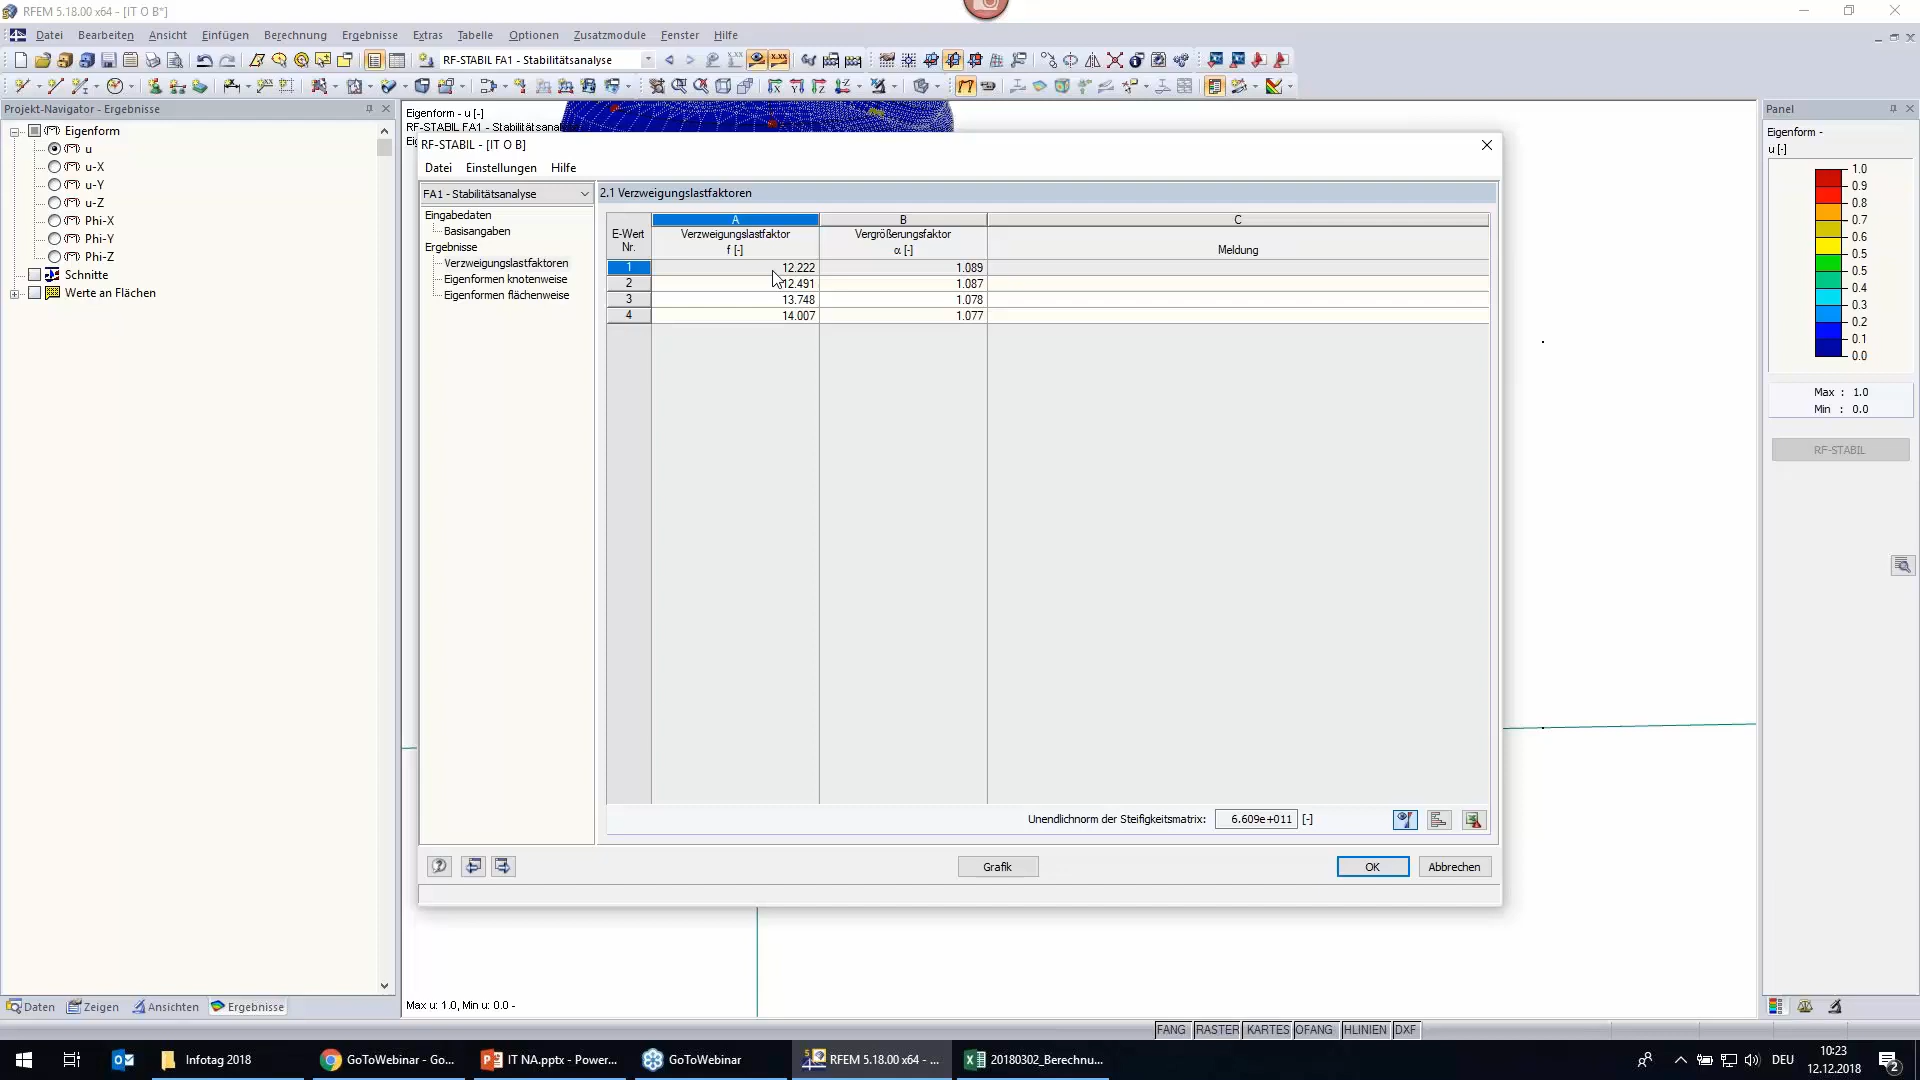 RFEM 5.18.00 x64 - [IT O B*]
Datei Bearbeiten Ansicht Einfügen Berechnung Ergebnisse Extras Tabelle Optionen Zusatzmodule Fenster Hilfe
RF-STABIL FA1 - Stabilitätsanalyse
Projekt-Navigator - Ergebnisse
Eigenform
u
u-X
u-Y
u-Z
Phi-X
Phi-Y
Phi-Z
Schnitte
Werte an Flächen
Eigenform - u [-]
RF-STABIL FA1 - Stabilitätsanal
RF-STABIL - [IT O B]
Datei Einstellungen Hilfe
FA1 - Stabilitätsanalyse
Eingabedaten
Basisangaben
Ergebnisse
Verzweigungslastfaktoren
Eigenformen knotenweise
Eigenformen flächenweise
2.1 Verzweigungslastfaktoren
A B C
E-Wert Verzweigungslastfaktor Vergrößerungsfaktor
Nr. f [-] α [-] Meldung
1 12.222 1.089
2 12.491 1.087
3 13.748 1.078
4 14.007 1.077
Unendlichnorm der Steifigkeitsmatrix: 6.609e+011 [-]
Grafik OK Abbrechen
Panel
Eigenform -
u [-]
1.0
0.9
0.8
0.7
0.6
0.5
0.5
0.4
0.3
0.2
0.1
0.0
Max : 1.0
Min : 0.0
RF-STABIL
Max u: 1.0, Min u: 0.0 -
Daten Zeigen Ansichten Ergebnisse
FANG RASTER KARTES OFANG HLINIEN DXF
Infotag 2018 GoToWebinar - Go... IT NA.pptx - Power... GoToWebinar RFEM 5.18.00 x64 - ... 20180302_Berechnu... DEU 10:23
12.12.2018
2